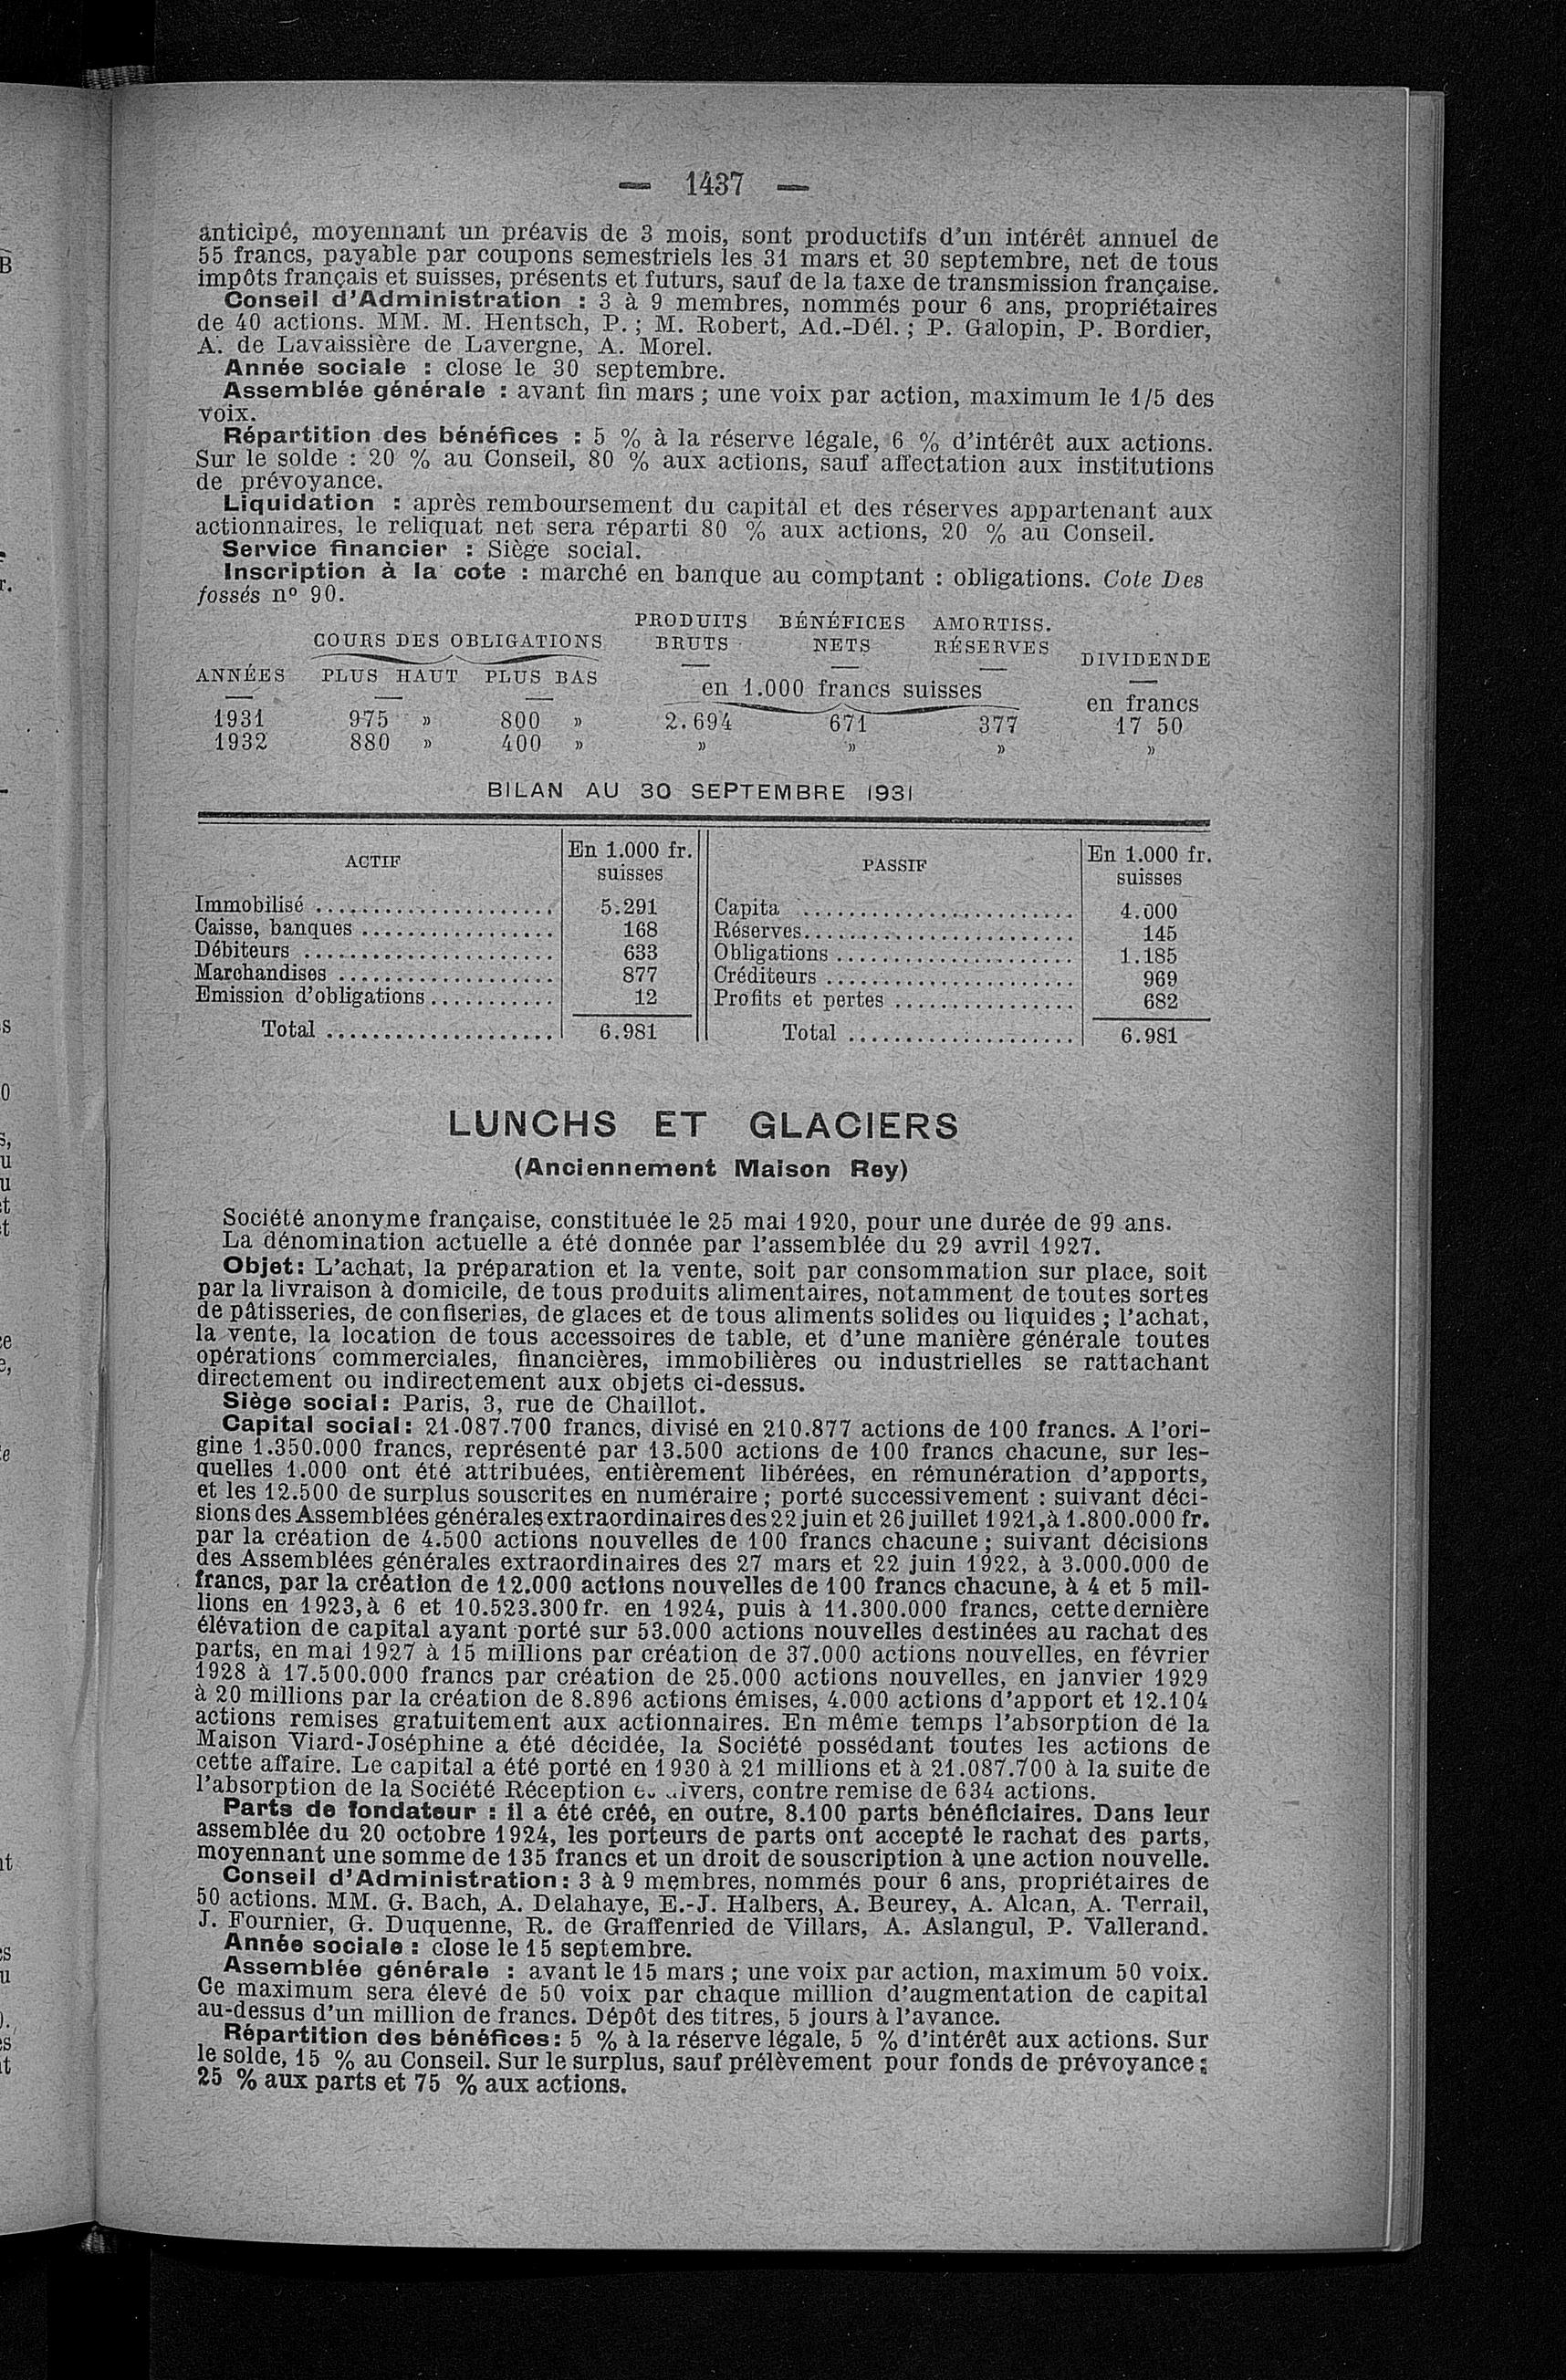 — 1437 —
anticipé, moyennant un préavis de 3 mois, sont productifs d'un intérêt annuel de
55 francs, payable par coupons semestriels les 31 mars et 30 septembre, net de tous
impôts français et suisses, présents et futurs, sauf de la taxe de transmission française.
Conseil d'Administration : 3 à 9 membres, nommés pour 6 ans, propriétaires
de 40 actions. MM. M. Hentsch, P. ; M. Robert, Ad.-Dél. ; P. Galopin, P. Bordier,
A. de Lavaissière de Lavergne, A. Morel.
Année sociale : close le 30 septembre.
Assemblée générale : avant fin mars ; une voix par action, maximum le 1/5 des
voix.
Répartition des bénéfices : 5 % à la réserve légale, 6 % d'intérêt aux actions.
Sur le solde : 20 % au Conseil, 80 % aux actions, sauf affectation aux institutions
de prévoyance.
Liquidation : après remboursement du capital et des réserves appartenant aux
actionnaires, le reliquat net sera réparti 80 % aux actions, 20 % au Conseil.
Service financier : Siège social.
Inscription à la cote : marché en banque au comptant : obligations. Cote Des
fossés nº 90.
PRODUITS BÉNÉFICES AMORTISS.
COURS DES OBLIGATIONS BRUTS NETS RÉSERVES
DIVIDENDE
ANNÉES PLUS HAUT PLUS BAS
en 1.000 francs suisses
en francs
1931 975 » 800 » 2.694 671 377 17 50
1932 880 » 400 » » » » »
BILAN AU 30 SEPTEMBRE 1931
ACTIF En 1.000 fr. suisses PASSIF En 1.000 fr. suisses
Immobilisé ..................... 5.291 Capita ........................ 4.000
Caisse, banques ................. 168 Réserves........................ 145
Débiteurs ...................... 633 Obligations ..................... 1.185
Marchandises ................... 877 Créditeurs ...................... 969
Emission d'obligations........... 12 Profits et pertes ................ 682
Total .................... 6.981 Total .................... 6.981
LUNCHS ET GLACIERS
(Anciennement Maison Rey)
Société anonyme française, constituée le 25 mai 1920, pour une durée de 99 ans.
La dénomination actuelle a été donnée par l'assemblée du 29 avril 1927.
Objet: L'achat, la préparation et la vente, soit par consommation sur place, soit
par la livraison à domicile, de tous produits alimentaires, notamment de toutes sortes
de pâtisseries, de confiseries, de glaces et de tous aliments solides ou liquides ; l'achat,
la vente, la location de tous accessoires de table, et d'une manière générale toutes
opérations commerciales, financières, immobilières ou industrielles se rattachant
directement ou indirectement aux objets ci-dessus.
Siège social: Paris, 3, rue de Chaillot.
Capital social: 21.087.700 francs, divisé en 210.877 actions de 100 francs. A l'ori-
gine 1.350.000 francs, représenté par 13.500 actions de 100 francs chacune, sur les-
quelles 1.000 ont été attribuées, entièrement libérées, en rémunération d'apports,
et les 12.500 de surplus souscrites en numéraire ; porté successivement : suivant déci-
sions des Assemblées générales extraordinaires des 22 juin et 26 juillet 1921, à 1.800.000 fr.
par la création de 4.500 actions nouvelles de 100 francs chacune ; suivant décisions
des Assemblées générales extraordinaires des 27 mars et 22 juin 1922, à 3.000.000 de
francs, par la création de 12.000 actions nouvelles de 100 francs chacune, à 4 et 5 mil-
lions en 1923, à 6 et 10.523.300 fr. en 1924, puis à 11.300.000 francs, cette dernière
élévation de capital ayant porté sur 53.000 actions nouvelles destinées au rachat des
parts, en mai 1927 à 15 millions par création de 37.000 actions nouvelles, en février
1928 à 17.500.000 francs par création de 25.000 actions nouvelles, en janvier 1929
à 20 millions par la création de 8.896 actions émises, 4.000 actions d'apport et 12.104
actions remises gratuitement aux actionnaires. En même temps l'absorption de la
Maison Viard-Joséphine a été décidée, la Société possédant toutes les actions de
cette affaire. Le capital a été porté en 1930 à 21 millions et à 21.087.700 à la suite de
l'absorption de la Société Réception contre remise de 634 actions.
Parts de fondateur : il a été créé, en outre, 8.100 parts bénéficiaires. Dans leur
assemblée du 20 octobre 1924, les porteurs de parts ont accepté le rachat des parts,
moyennant une somme de 135 francs et un droit de souscription à une action nouvelle.
Conseil d'Administration: 3 à 9 membres, nommés pour 6 ans, propriétaires de
50 actions. MM. G. Bach, A. Delahaye, E.-J. Halbers, A. Beurey, A. Alcan, A. Terrail,
J. Fournier, G. Duquenne, R. de Graffenried de Villars, A. Aslangul, P. Vallerand.
Année sociale : close le 15 septembre.
Assemblée générale : avant le 15 mars ; une voix par action, maximum 50 voix.
Ce maximum sera élevé de 50 voix par chaque million d'augmentation de capital
au-dessus d'un million de francs. Dépôt des titres, 5 jours à l'avance.
Répartition des bénéfices: 5 % à la réserve légale, 5 % d'intérêt aux actions. Sur
le solde, 15 % au Conseil. Sur le surplus, sauf prélèvement pour fonds de prévoyance :
25 % aux parts et 75 % aux actions.